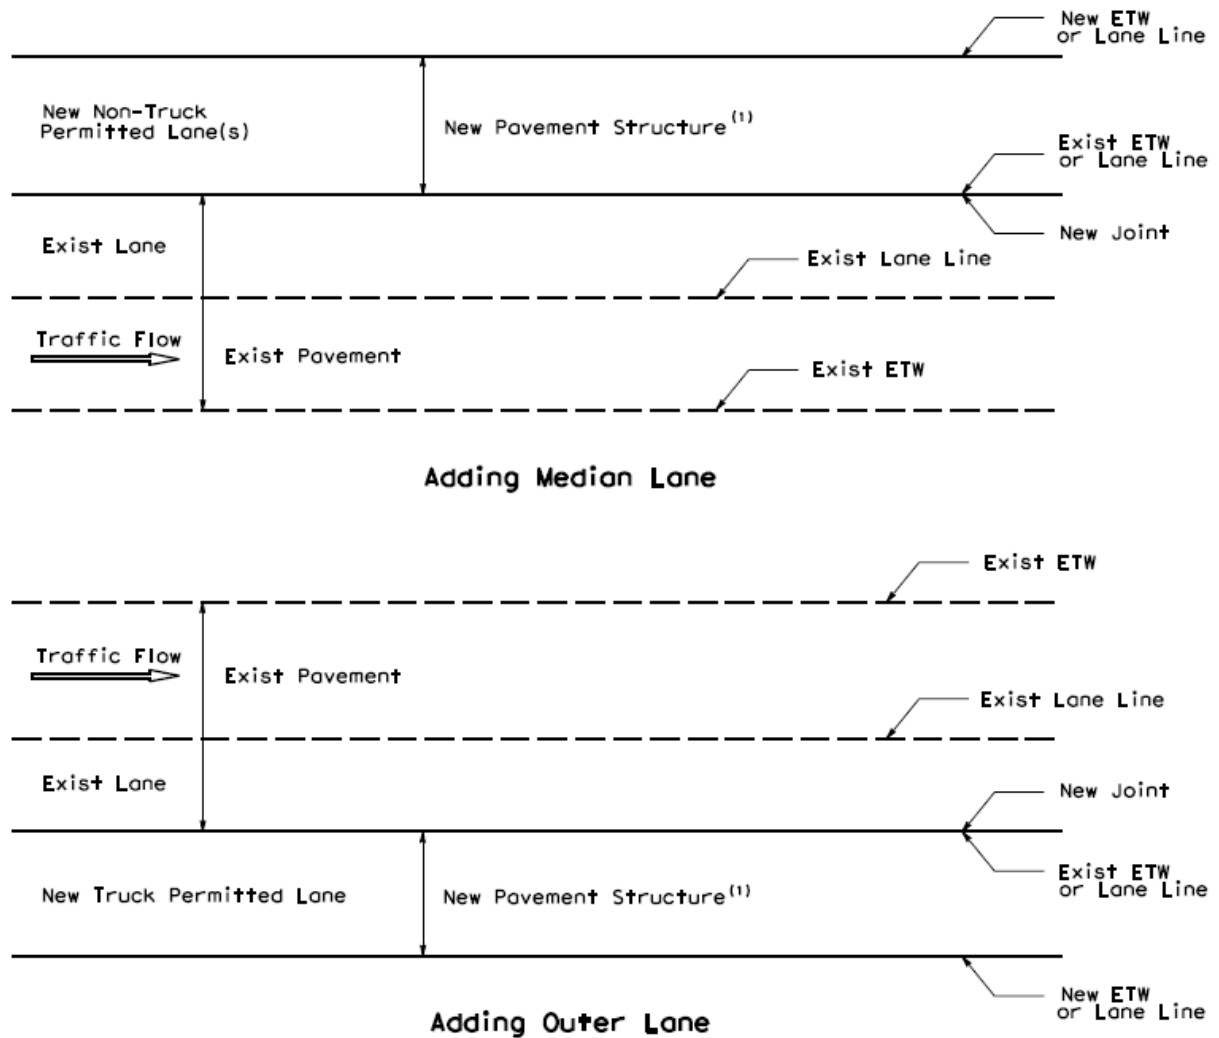 New ETW
or Lane Line
New Non-Truck
Permitted Lane(s)
New Pavement Structure(1)
Exist ETW
or Lane Line
Exist Lane
New Joint
Exist Lane Line
Traffic Flow
Exist Pavement
Exist ETW
Adding Median Lane
Exist ETW
Traffic Flow
Exist Pavement
Exist Lane Line
Exist Lane
New Joint
New Truck Permitted Lane
New Pavement Structure(1)
Exist ETW
or Lane Line
New ETW
or Lane Line
Adding Outer Lane